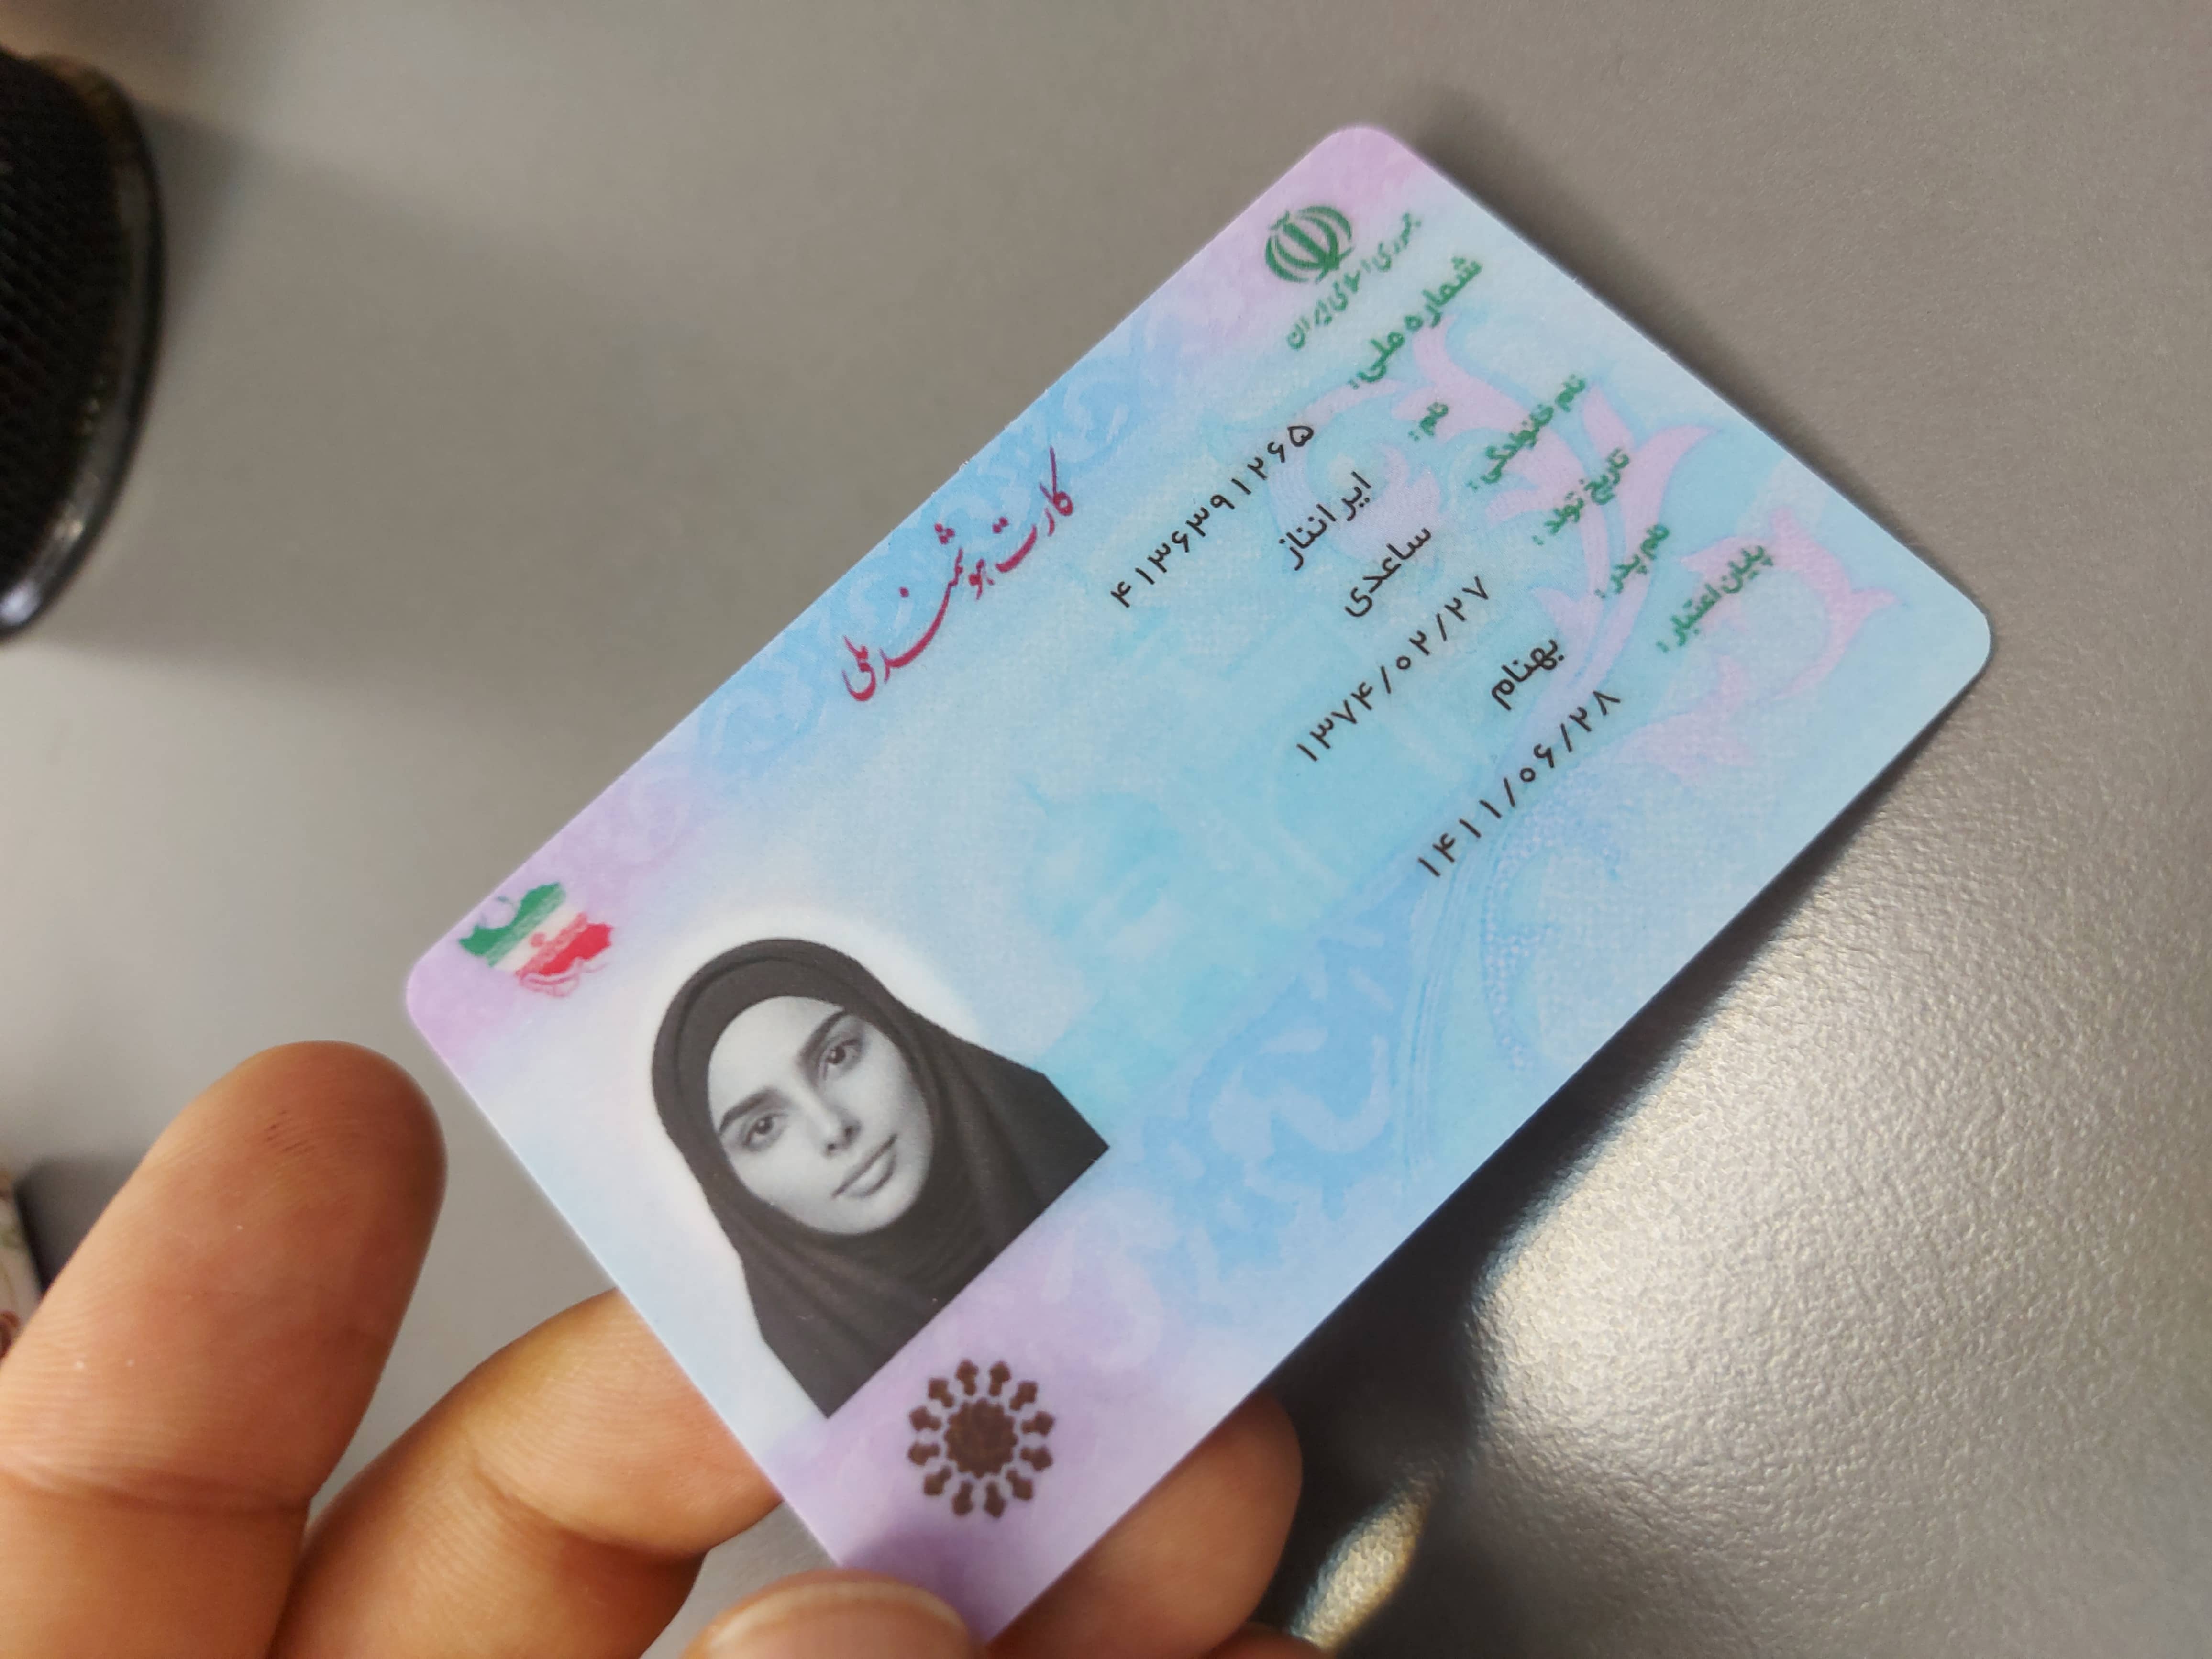 جمهوری اسلامی ایران
کارت هوشمند ملی
شماره ملی: ۴۱۳۶۳۹۱۲۶۵
نام: ایرانناز
نام خانوادگی: ساعدی
تاریخ تولد: ۱۳۷۴/۰۲/۲۷
نام پدر: بهنام
پایان اعتبار: ۱۴۱۱/۰۶/۲۸